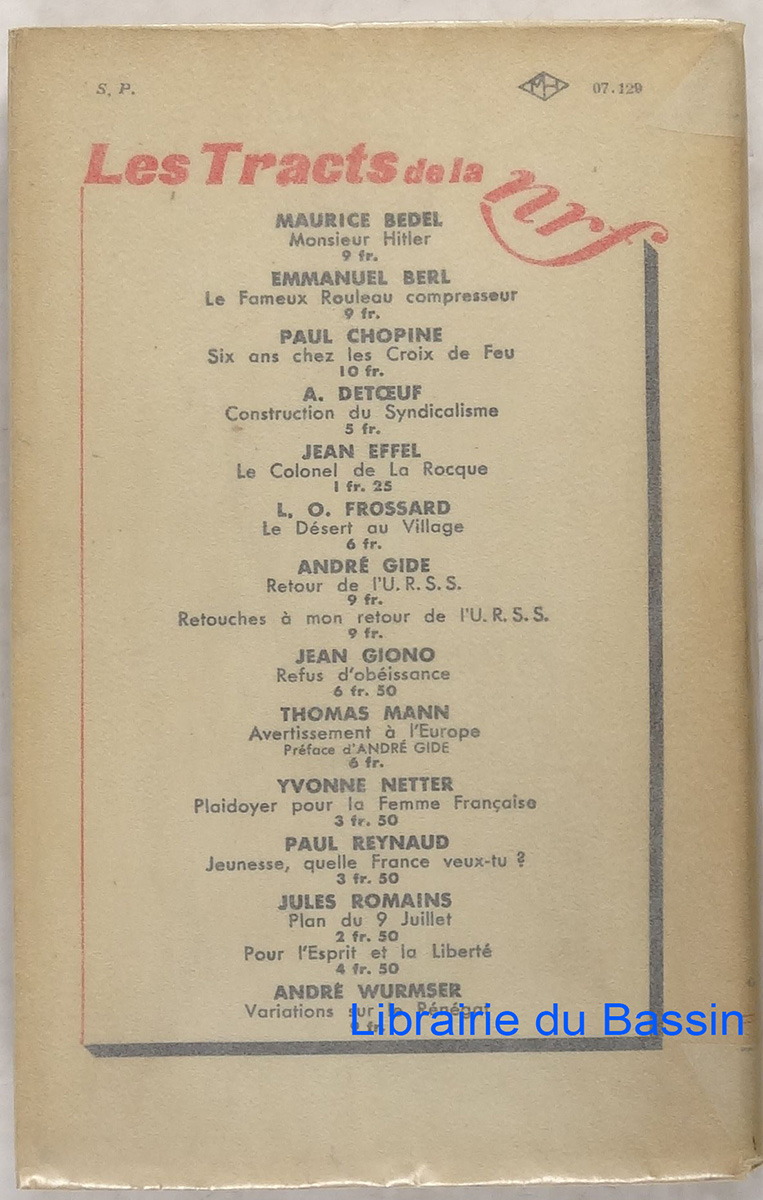 S. P.
MH 07.129
Les Tracts de la nrf
MAURICE BEDEL
Monsieur Hitler
9 fr.
EMMANUEL BERL
Le Fameux Rouleau compresseur
9 fr.
PAUL CHOPINE
Six ans chez les Croix de Feu
10 fr.
A. DETŒUF
Construction du Syndicalisme
5 fr.
JEAN EFFEL
Le Colonel de La Rocque
1 fr. 25
L. O. FROSSARD
Le Désert au Village
6 fr.
ANDRÉ GIDE
Retour de l'U. R. S. S.
9 fr.
Retouches à mon retour de l'U. R. S. S.
9 fr.
JEAN GIONO
Refus d'obéissance
6 fr. 50
THOMAS MANN
Avertissement à l'Europe
Préface d'ANDRÉ GIDE
6 fr.
YVONNE NETTER
Plaidoyer pour la Femme Française
3 fr. 50
PAUL REYNAUD
Jeunesse, quelle France veux-tu ?
3 fr. 50
JULES ROMAINS
Plan du 9 Juillet
2 fr. 50
Pour l'Esprit et la Liberté
4 fr. 50
ANDRÉ WURMSER
Variations sur le Rénégat
fr.
Librairie du Bassin